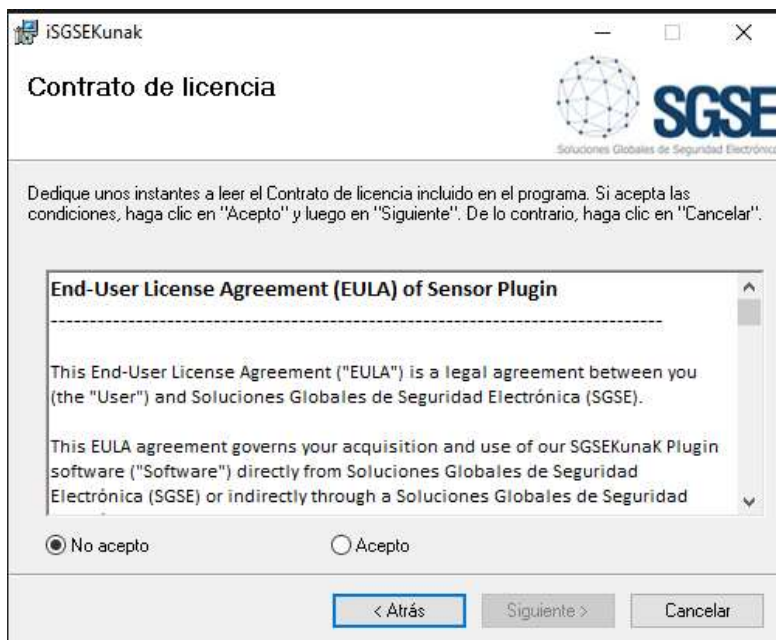 iSGSEKunak
Contrato de licencia
SGSE
Soluciones Globales de Seguridad Electrónica
Dedique unos instantes a leer el Contrato de licencia incluido en el programa. Si acepta las
condiciones, haga clic en "Acepto" y luego en "Siguiente". De lo contrario, haga clic en "Cancelar".
End-User License Agreement (EULA) of Sensor Plugin
------------------------------------------------------------------------------
This End-User License Agreement ("EULA") is a legal agreement between you
(the "User") and Soluciones Globales de Seguridad Electrónica (SGSE).
This EULA agreement governs your acquisition and use of our SGSEKunaK Plugin
software ("Software") directly from Soluciones Globales de Seguridad
Electrónica (SGSE) or indirectly through a Soluciones Globales de Seguridad
No acepto
Acepto
< Atrás
Siguiente >
Cancelar